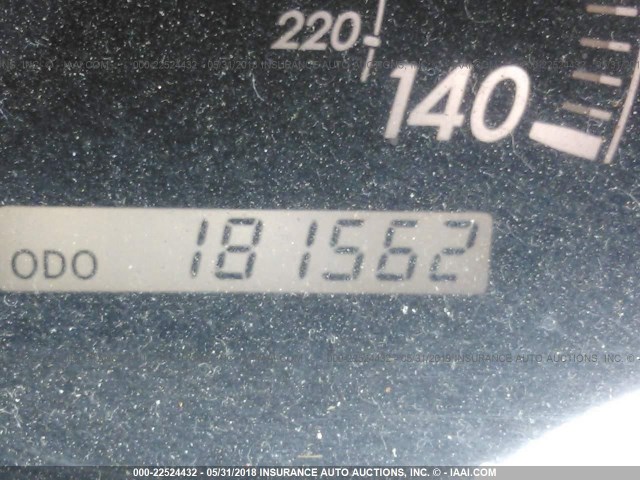 220
140
ODO 181562
000-22524432 - 05/31/2018 INSURANCE AUTO AUCTIONS, INC. - © IAAI.COM